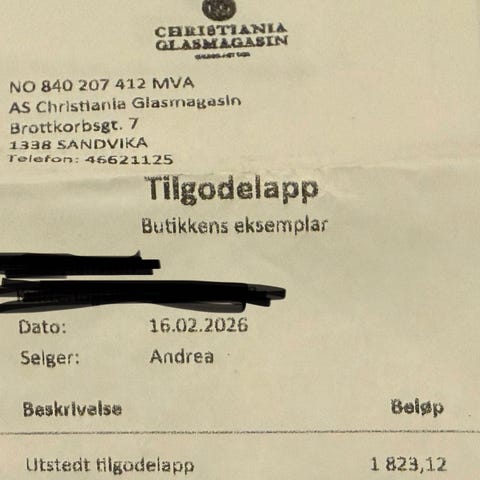 CHRISTIANIA
GLASMAGASIN
NO 840 207 412 MVA
AS Christiania Glasmagasin
Brottkorbsgt. 7
1338 SANDVIKA
Telefon: 46621125
Tilgodelapp
Butikkens eksemplar
Dato: 16.02.2026
Selger: Andrea
Beskrivelse Beløp
Utstedt tilgodelapp 1 823,12